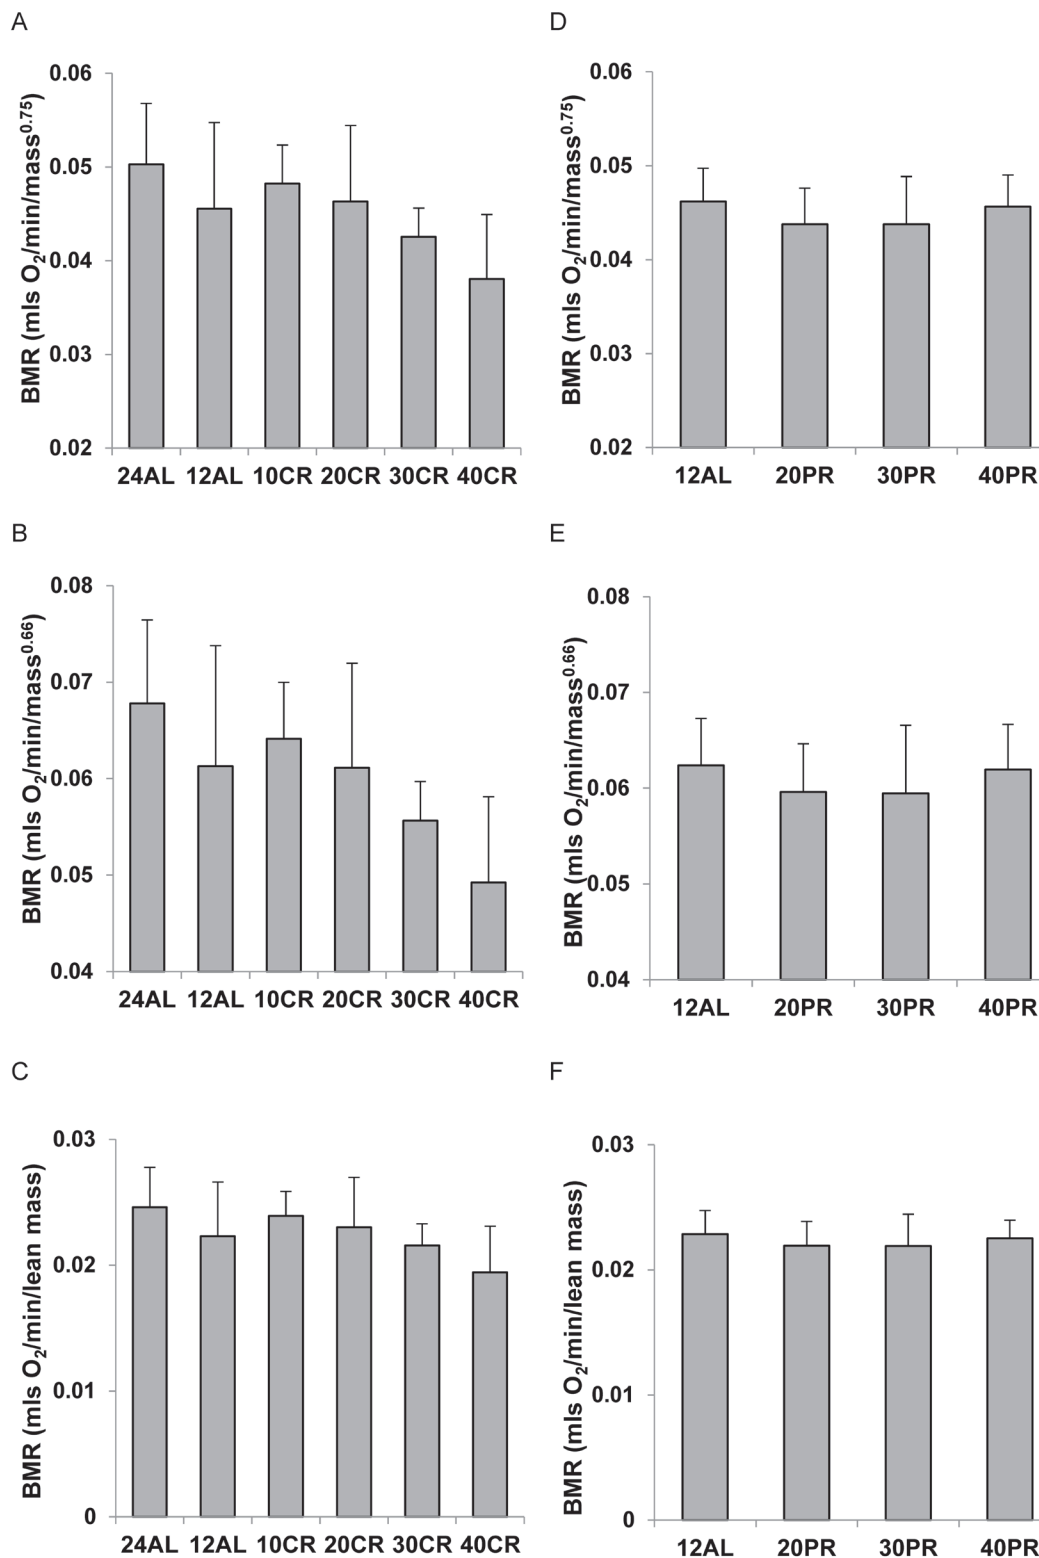 A
BMR (mls O2/min/mass0.75)
0.06
0.05
0.04
0.03
0.02
24AL 12AL 10CR 20CR 30CR 40CR
D
BMR (mls O2/min/mass0.75)
0.06
0.05
0.04
0.03
0.02
12AL 20PR 30PR 40PR
B
BMR (mls O2/min/mass0.66)
0.08
0.07
0.06
0.05
0.04
24AL 12AL 10CR 20CR 30CR 40CR
E
BMR (mls O2/min/mass0.66)
0.08
0.07
0.06
0.05
0.04
12AL 20PR 30PR 40PR
C
BMR (mls O2/min/lean mass)
0.03
0.02
0.01
0
24AL 12AL 10CR 20CR 30CR 40CR
F
BMR (mls O2/min/lean mass)
0.03
0.02
0.01
0
12AL 20PR 30PR 40PR